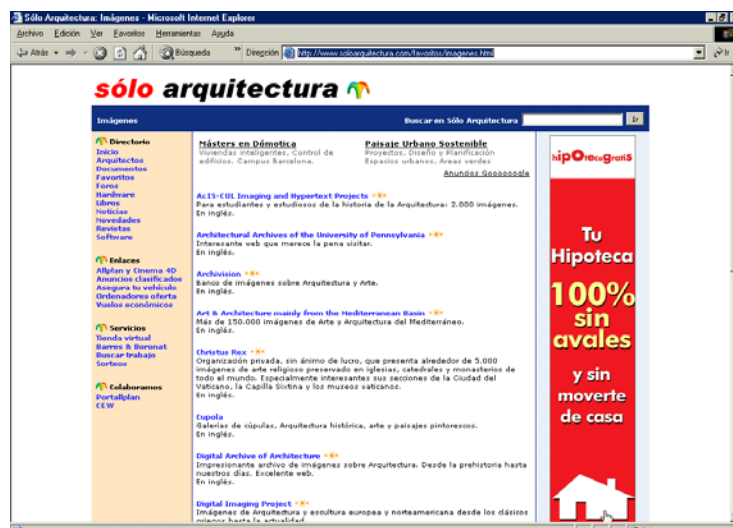 Sólo Arquitectura: Imágenes - Microsoft Internet Explorer
Archivo Edición Ver Favoritos Herramientas Ayuda
Atrás Búsqueda Dirección http://www.soloarquitectura.com/favoritos/imagenes.html Ir
sólo arquitectura
Imágenes
Buscar en Sólo Arquitectura Ir
Directorio
Inicio
Arquitectos
Documentos
Favoritos
Foros
Hardware
Libros
Noticias
Novedades
Revistas
Software
Enlaces
Allplan y Cinema 4D
Anuncios clasificados
Asegura tu vehículo
Ordenadores oferta
Vuelos económicos
Servicios
Tienda virtual
Barres & Borunat
Buscar trabajo
Sorteos
Colaboramos
Portallplan
CEW
Másters en Dómotica
Viviendas inteligentes, Control de
edificios. Campus Barcelona.
Paisaje Urbano Sostenible
Proyectos, Diseño y Planificación
Espacios urbanos, Areas verdes
Anuncios Goooooogle
AcIS-CUL Imaging and Hypertext Projects
Para estudiantes y estudiosos de la historia de la Arquitectura: 2.000 imágenes.
En inglés.
Architectural Archives of the University of Pennsylvania
Interesante web que merece la pena visitar.
En inglés.
Archivision
Banco de imágenes sobre Arquitectura y Arte.
En inglés.
Art & Architecture mainly from the Mediterranean Basin
Más de 150.000 imágenes de Arte y Arquitectura del Mediterráneo.
En inglés.
Christus Rex
Organización privada, sin ánimo de lucro, que presenta alrededor de 5.000
imágenes de arte religioso preservado en iglesias, catedrales y monasterios de
todo el mundo. Especialmente interesantes sus secciones de la Ciudad del
Vaticano, la Capilla Sixtina y los museos vaticanos.
En inglés.
Cupola
Galerías de cúpulas, Arquitectura histórica, arte y paisajes pintorescos.
En inglés.
Digital Archive of Architecture
Impresionante archivo de imágenes sobre Arquitectura. Desde la prehistoria hasta
nuestros días. Excelente web.
En inglés.
Digital Imaging Project
Imágenes de Arquitectura y escultura europea y norteamericana desde los clásicos
griegos hasta la actualidad.
hipotecagratis
Tu
Hipoteca
100%
sin
avales
y sin
moverte
de casa